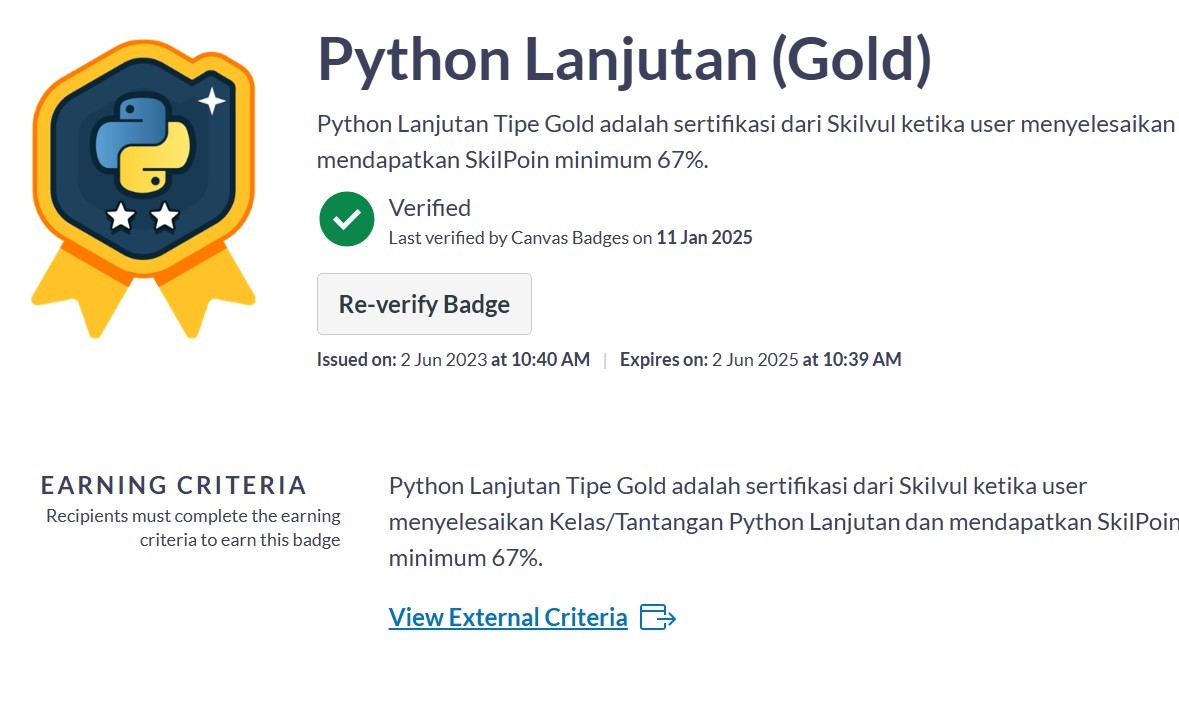 Python Lanjutan (Gold)
Python Lanjutan Tipe Gold adalah sertifikasi dari Skilvul ketika user menyelesaikan
mendapatkan SkilPoin minimum 67%.
Verified
Last verified by Canvas Badges on 11 Jan 2025
Re-verify Badge
Issued on: 2 Jun 2023 at 10:40 AM | Expires on: 2 Jun 2025 at 10:39 AM
EARNING CRITERIA
Recipients must complete the earning
criteria to earn this badge
Python Lanjutan Tipe Gold adalah sertifikasi dari Skilvul ketika user
menyelesaikan Kelas/Tantangan Python Lanjutan dan mendapatkan SkilPoin
minimum 67%.
View External Criteria